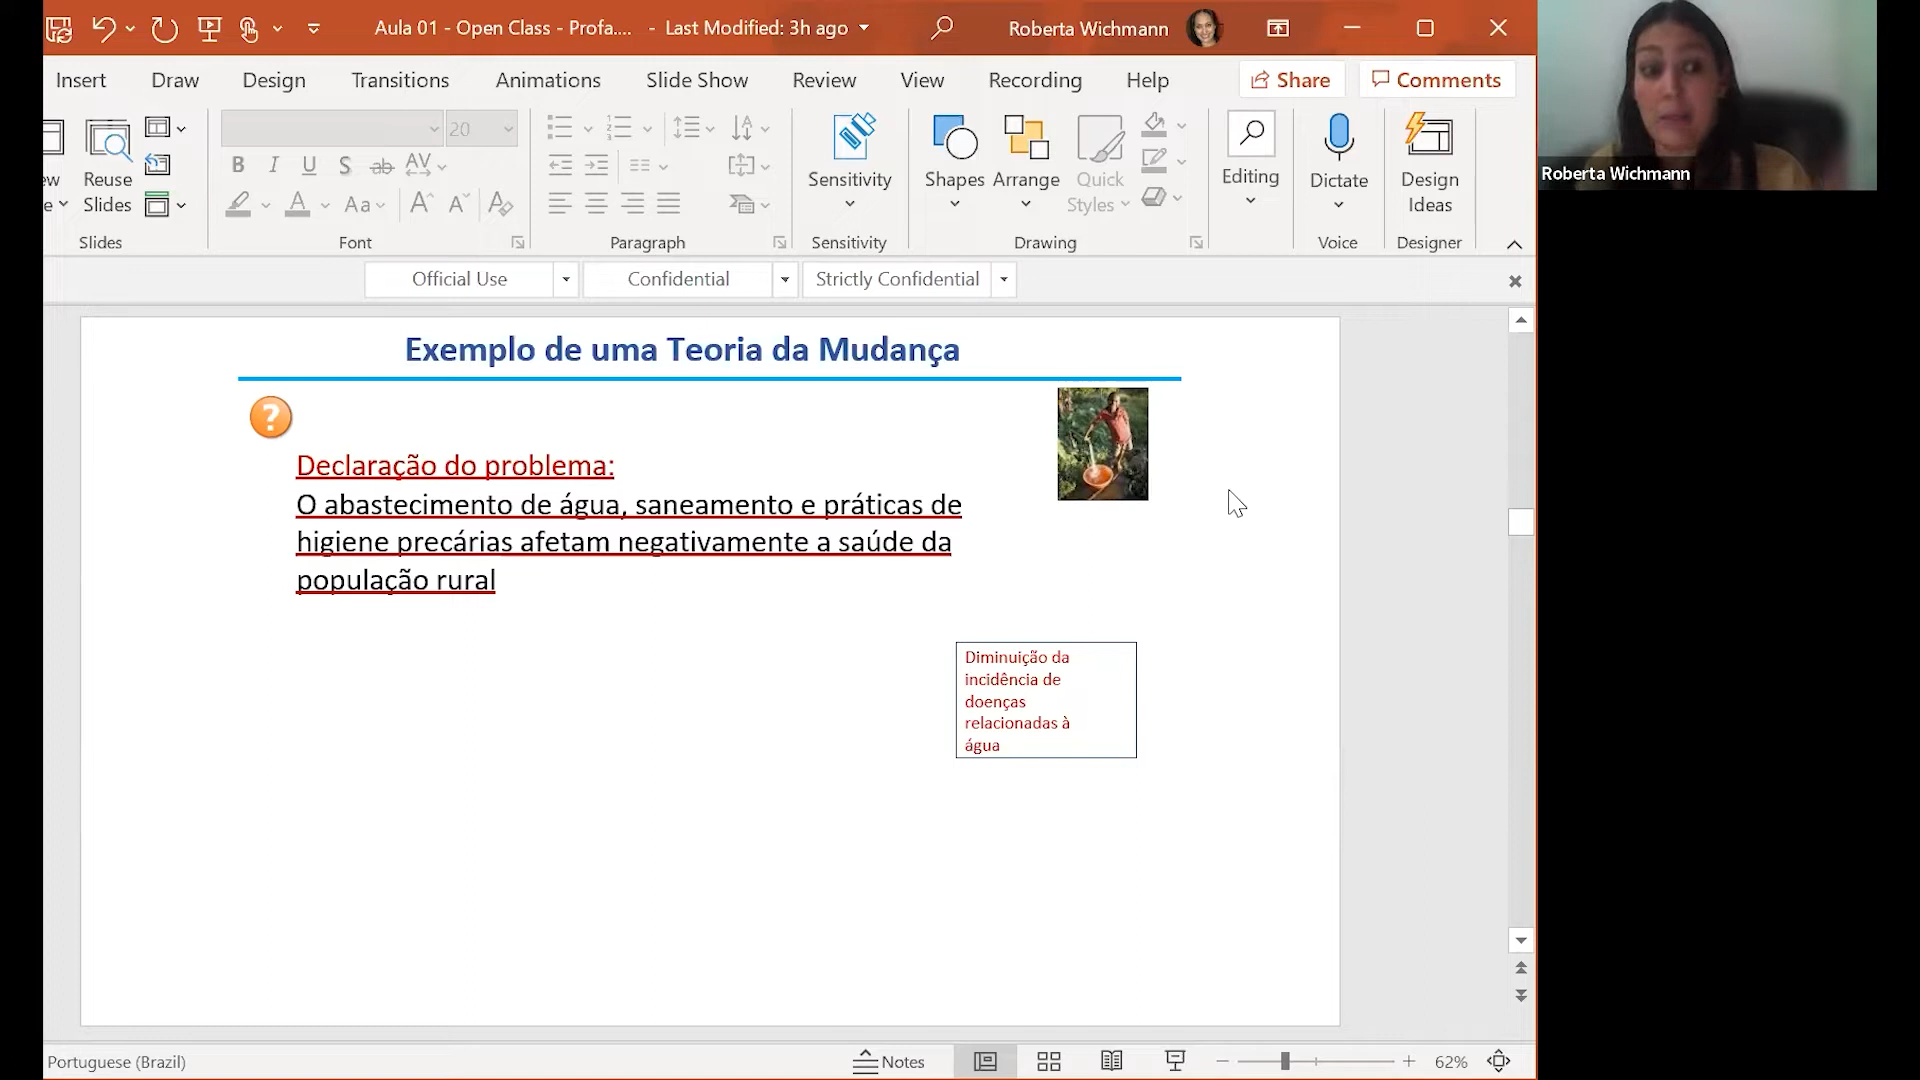 Aula 01 - Open Class - Profa.... - Last Modified: 3h ago
Roberta Wichmann
Insert Draw Design Transitions Animations Slide Show Review View Recording Help Share Comments
20
B I U S ab AV
Aa A A A
ew
e
Reuse
Slides
Sensitivity
Shapes Arrange Quick
Styles
Editing
Dictate
Design
Ideas
Slides Font Paragraph Sensitivity Drawing Voice Designer
Official Use Confidential Strictly Confidential
Exemplo de uma Teoria da Mudança
?
Declaração do problema:
O abastecimento de água, saneamento e práticas de
higiene precárias afetam negativamente a saúde da
população rural
Diminuição da
incidência de
doenças
relacionadas à
água
Portuguese (Brazil)
Notes
62%
Roberta Wichmann